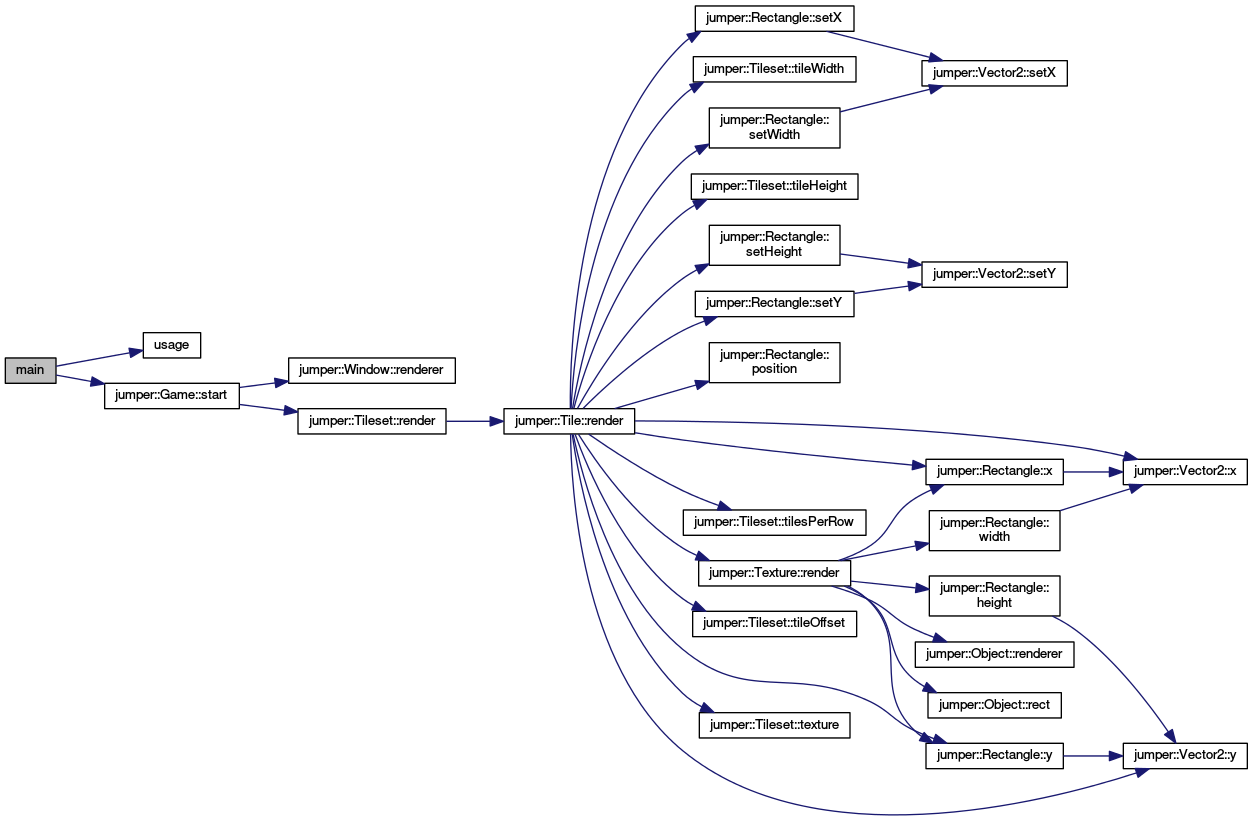 jumper::Rectangle::setX
jumper::Tileset::tileWidth
jumper::Vector2::setX
jumper::Rectangle::
setWidth
jumper::Tileset::tileHeight
jumper::Rectangle::
setHeight
jumper::Vector2::setY
jumper::Rectangle::setY
usage
jumper::Rectangle::
position
main
jumper::Window::renderer
jumper::Game::start
jumper::Tileset::render
jumper::Tile::render
jumper::Rectangle::x
jumper::Vector2::x
jumper::Tileset::tilesPerRow
jumper::Rectangle::
width
jumper::Texture::render
jumper::Rectangle::
height
jumper::Tileset::tileOffset
jumper::Object::renderer
jumper::Object::rect
jumper::Tileset::texture
jumper::Rectangle::y
jumper::Vector2::y